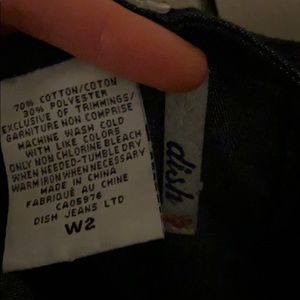 70% COTTON/COTON
30% POLYESTER
EXCLUSIVE OF TRIMMINGS/
GARNITURE NON COMPRISE
MACHINE WASH COLD
WITH LIKE COLORS
ONLY NON CHLORINE BLEACH
WHEN NEEDED-TUMBLE DRY
WARM IRON WHEN NECESSARY
MADE IN CHINA
FABRIQUÉ AU CHINE
CA05976
DISH JEANS LTD
W2
dish